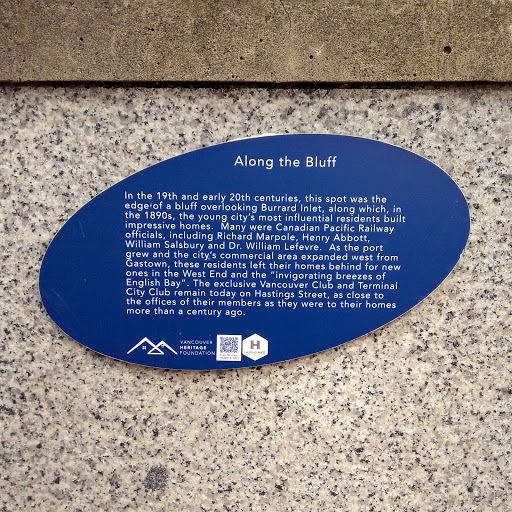 Along the Bluff
In the 19th and early 20th centuries, this spot was the
edge of a bluff overlooking Burrard Inlet, along which, in
the 1890s, the young city's most influential residents built
impressive homes. Many were Canadian Pacific Railway
officials, including Richard Marpole, Henry Abbott,
William Salsbury and Dr. William Lefevre. As the port
grew and the city's commercial area expanded west from
Gastown, these residents left their homes behind for new
ones in the West End and the "invigorating breezes of
English Bay". The exclusive Vancouver Club and Terminal
City Club remain today on Hastings Street, as close to
the offices of their members as they were to their homes
more than a century ago.
VANCOUVER
HERITAGE
FOUNDATION
H